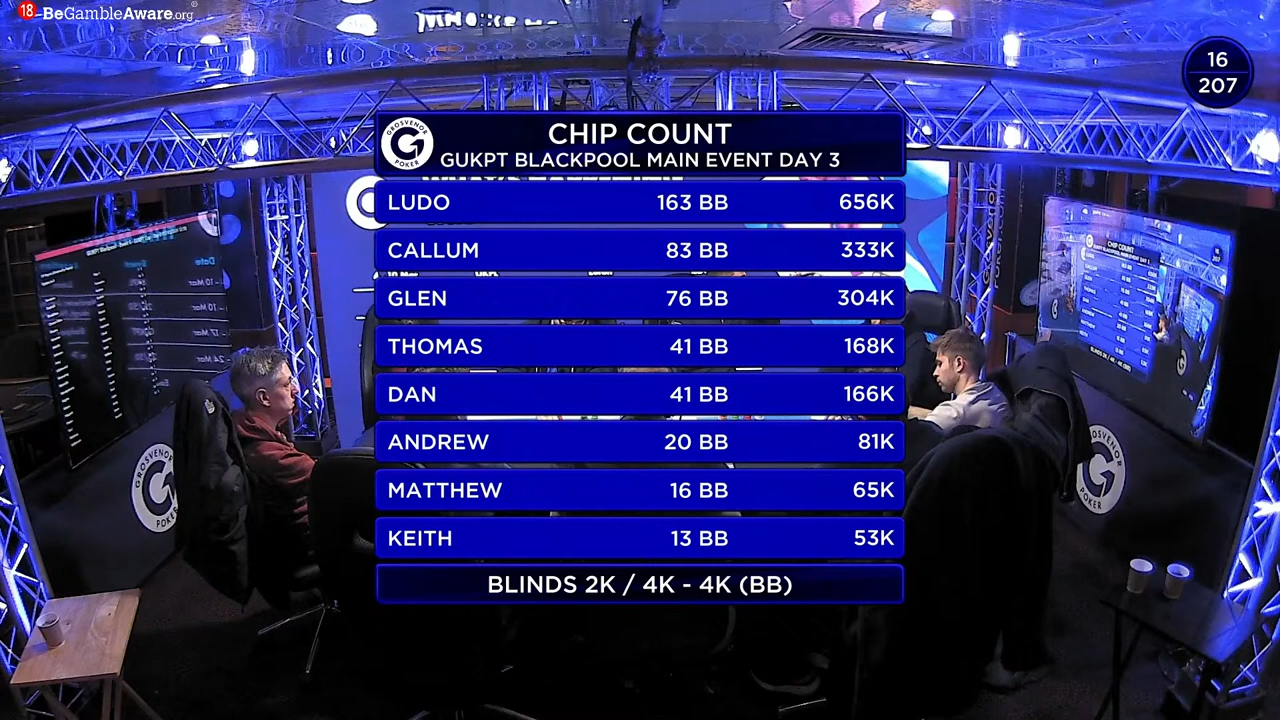 18 BeGambleAware.org
16
207
GROSVENOR POKER
CHIP COUNT
GUKPT BLACKPOOL MAIN EVENT DAY 3
LUDO 163 BB 656K
CALLUM 83 BB 333K
GLEN 76 BB 304K
THOMAS 41 BB 168K
DAN 41 BB 166K
ANDREW 20 BB 81K
MATTHEW 16 BB 65K
KEITH 13 BB 53K
BLINDS 2K / 4K - 4K (BB)
GROSVENOR POKER
GROSVENOR POKER
CHIP COUNT